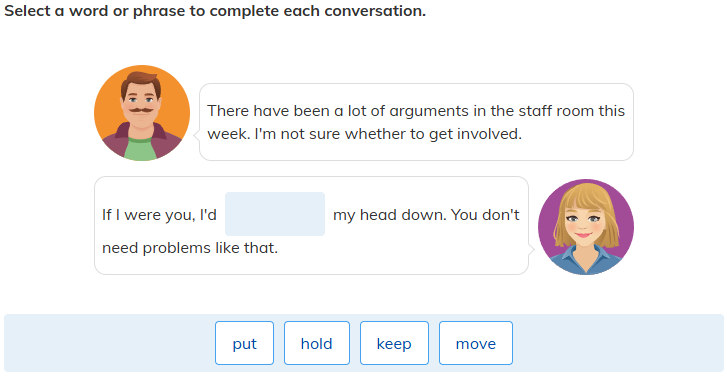 Select a word or phrase to complete each conversation.
There have been a lot of arguments in the staff room this
week. I'm not sure whether to get involved.
If I were you, I'd my head down. You don't
need problems like that.
put hold keep move